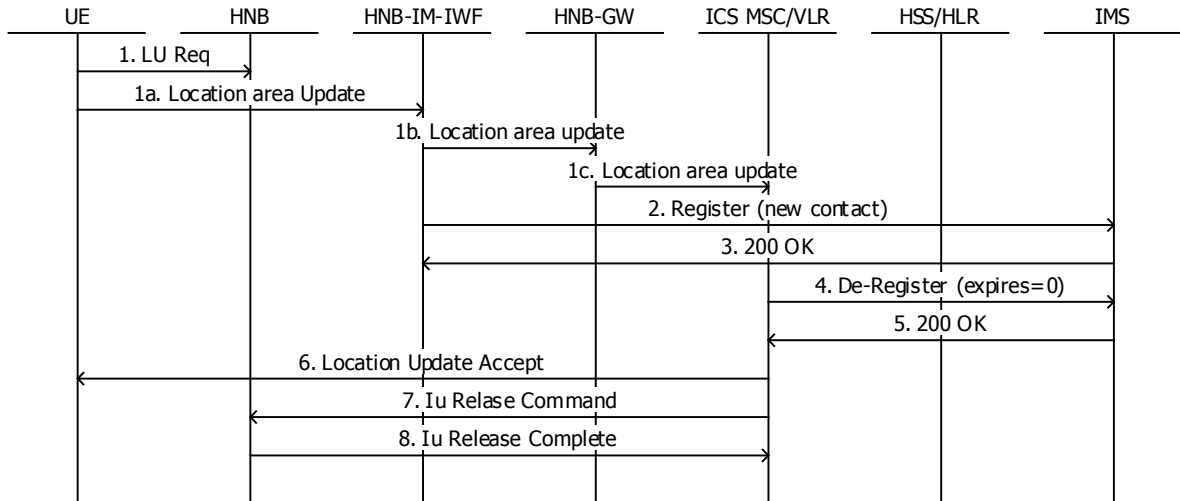 UE HNB HNB-IM-IWF HNB-GW ICS MSC/VLR HSS/HLR IMS
1. LU Req
1a. Location area Update
1b. Location area update
1c. Location area update
2. Register (new contact)
3. 200 OK
4. De-Register (expires=0)
5. 200 OK
6. Location Update Accept
7. Iu Relase Command
8. Iu Release Complete